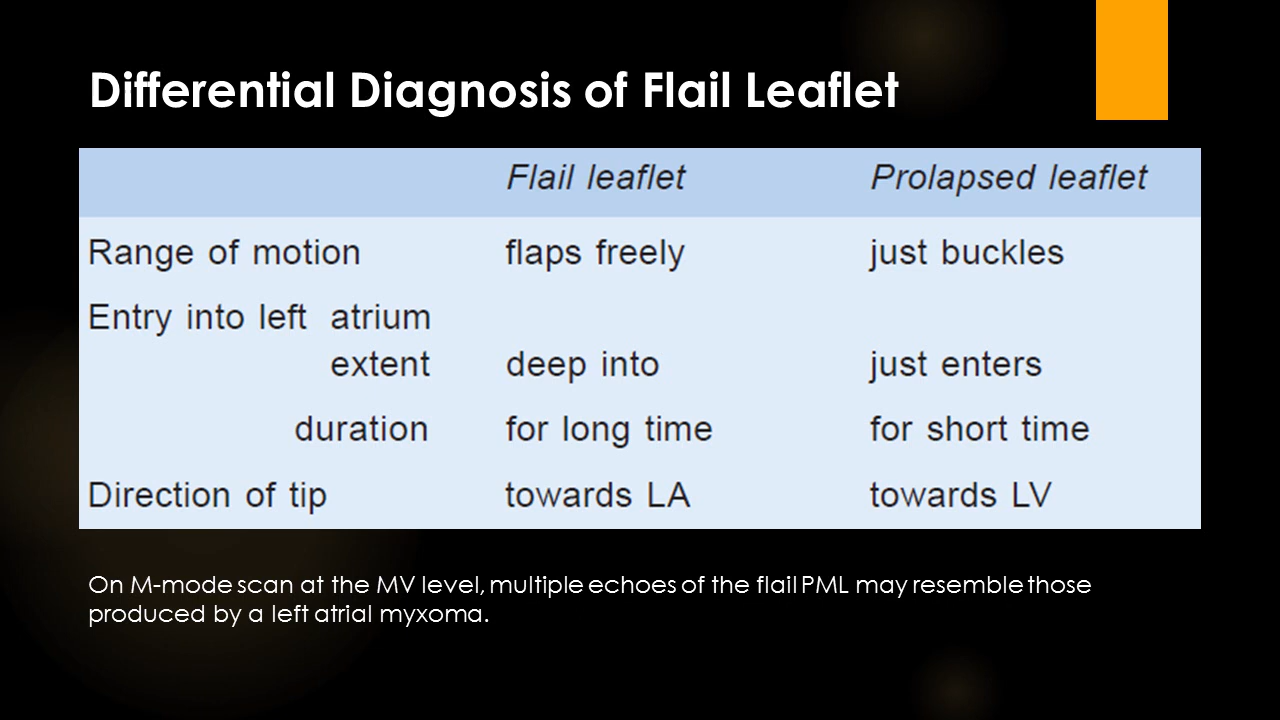 Differential Diagnosis of Flail Leaflet
Flail leaflet Prolapsed leaflet
Range of motion flaps freely just buckles
Entry into left atrium
extent deep into just enters
duration for long time for short time
Direction of tip towards LA towards LV
On M-mode scan at the MV level, multiple echoes of the flail PML may resemble those
produced by a left atrial myxoma.